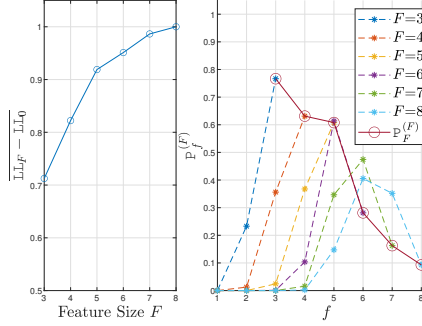 1
0.9
0.8
0.7
0.6
0.5
3 4 5 6 7 8
Feature Size F
LL_F − LL_0
1
0.9
0.8
0.7
0.6
0.5
0.4
0.3
0.2
0.1
0
1 2 3 4 5 6 7 8
f
ℙ_f^(F)
F=3
F=4
F=5
F=6
F=7
F=8
ℙ_F^(F)